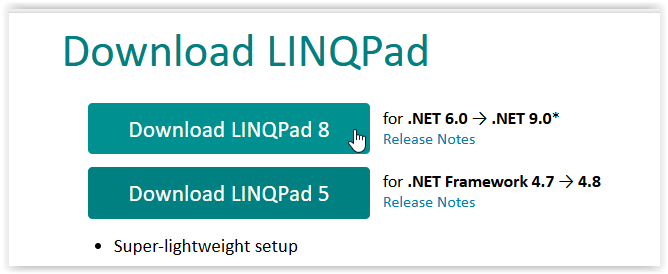 Download LINQPad
Download LINQPad 8
for .NET 6.0 → .NET 9.0*
Release Notes
Download LINQPad 5
for .NET Framework 4.7 → 4.8
Release Notes
• Super-lightweight setup